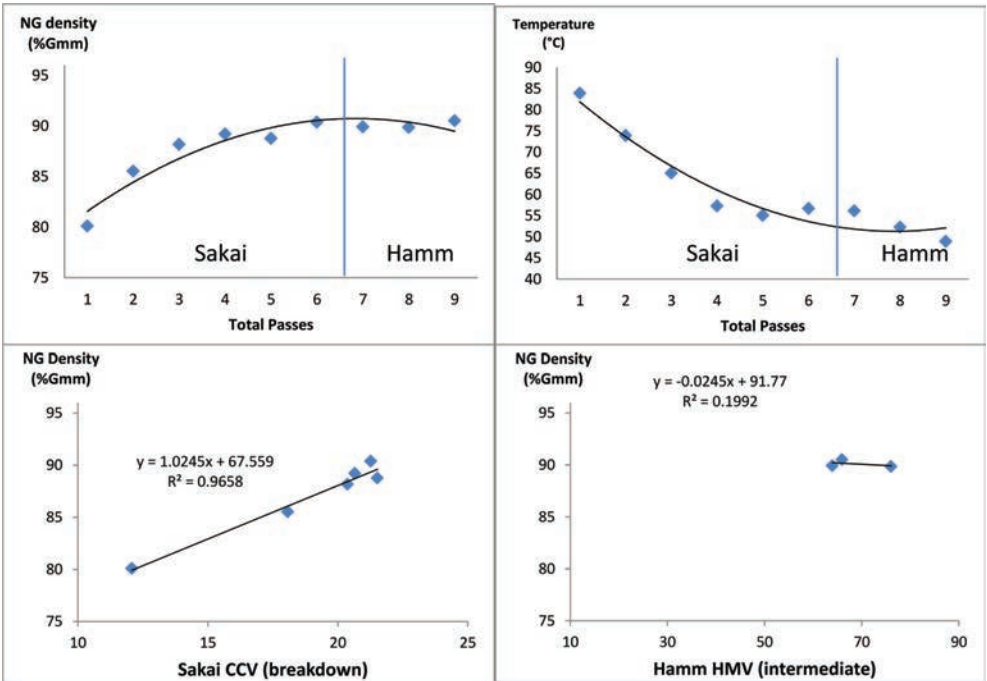 NG density
(%Gmm)
95
90
85
80
75
Sakai
Hamm
1 2 3 4 5 6 7 8 9
Total Passes
Temperature
(°C)
90
85
80
75
70
65
60
55
50
45
40
Sakai
Hamm
1 2 3 4 5 6 7 8 9
Total Passes
NG Density
(%Gmm)
95
90
85
80
75
y = 1.0245x + 67.559
R² = 0.9658
10 15 20 25
Sakai CCV (breakdown)
NG Density
(%Gmm)
y = -0.0245x + 91.77
R² = 0.1992
95
90
85
80
75
10 30 50 70 90
Hamm HMV (intermediate)